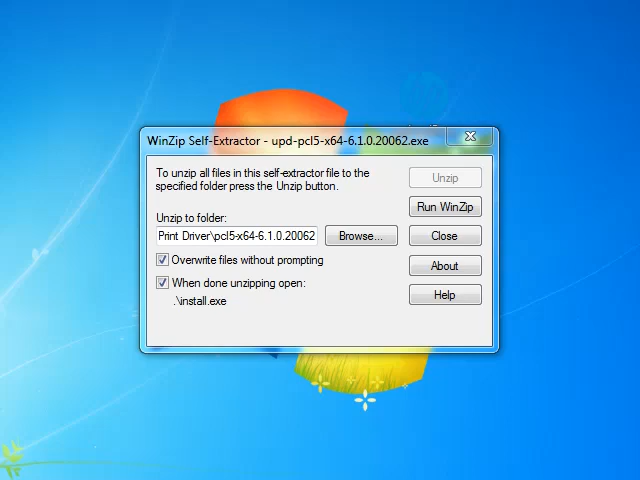 WinZip Self-Extractor - upd-pcl5-x64-6.1.0.20062.exe
To unzip all files in this self-extractor file to the
specified folder press the Unzip button.
Unzip to folder:
Print Driver\pcl5-x64-6.1.0.20062
Browse...
Overwrite files without prompting
When done unzipping open:
.\install.exe
Unzip
Run WinZip
Close
About
Help